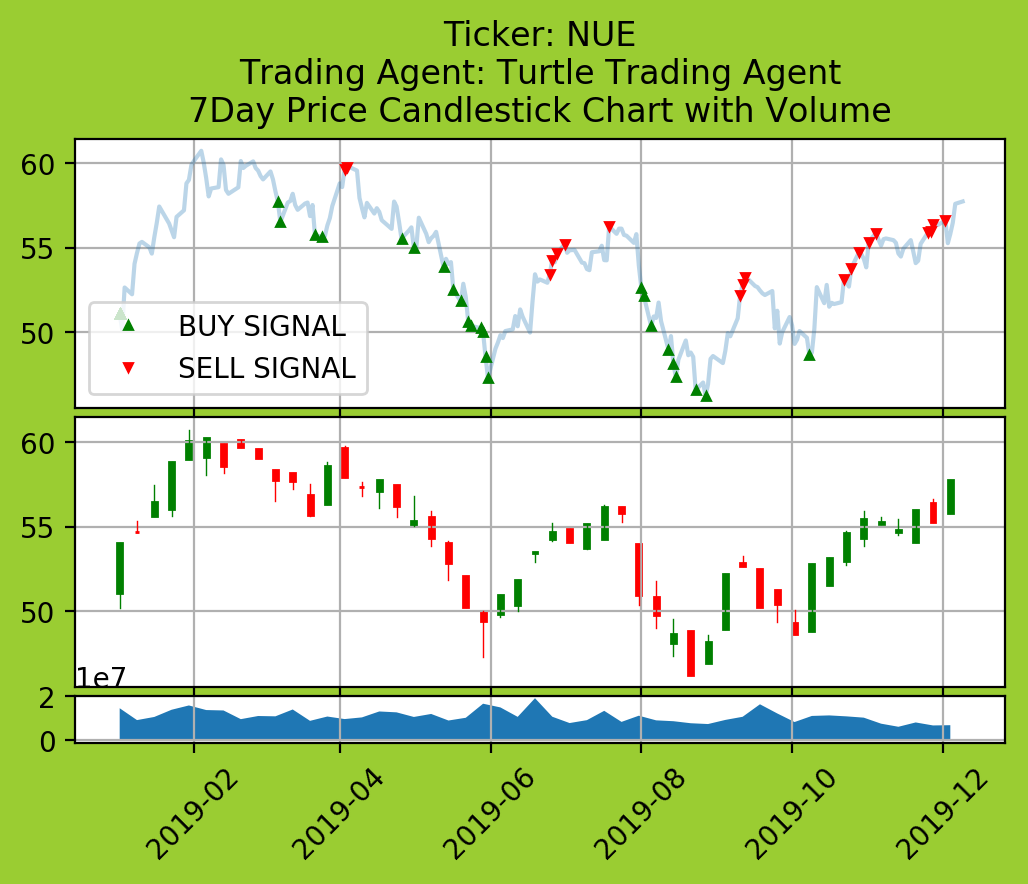 Ticker: NUE
Trading Agent: Turtle Trading Agent
7Day Price Candlestick Chart with Volume
60
55
50
BUY SIGNAL
SELL SIGNAL
60
55
50
1e7
2
0
2019-02
2019-04
2019-06
2019-08
2019-10
2019-12